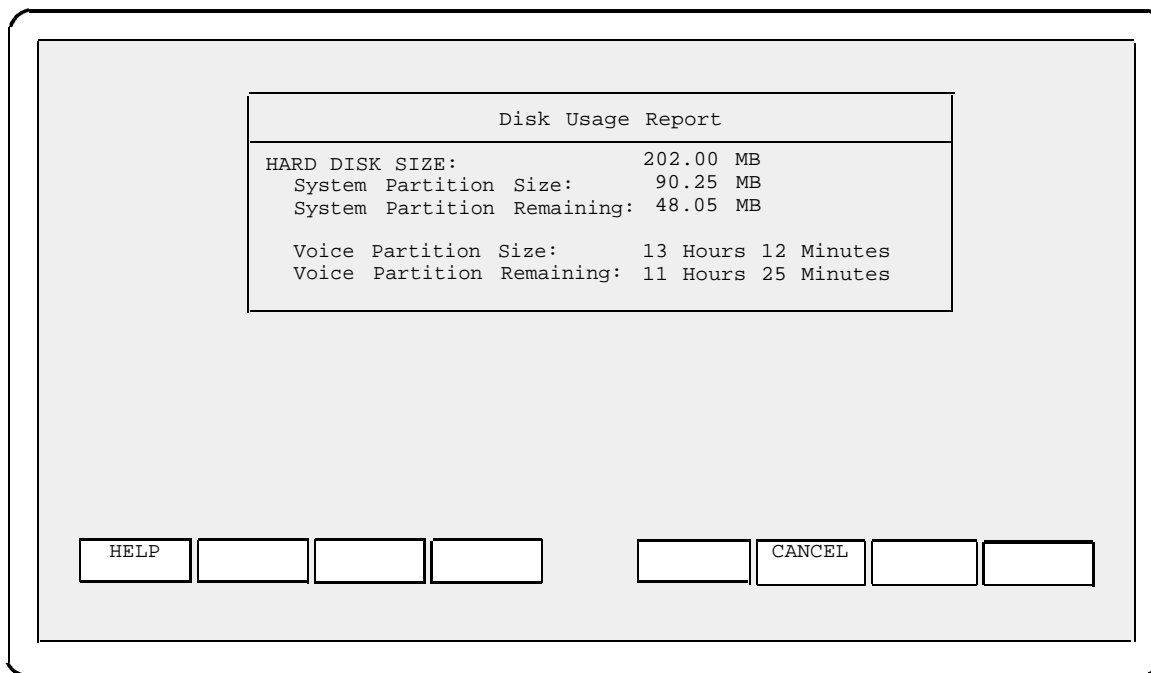 Disk Usage Report
HARD DISK SIZE: 202.00 MB
System Partition Size: 90.25 MB
System Partition Remaining: 48.05 MB
Voice Partition Size: 13 Hours 12 Minutes
Voice Partition Remaining: 11 Hours 25 Minutes
HELP CANCEL